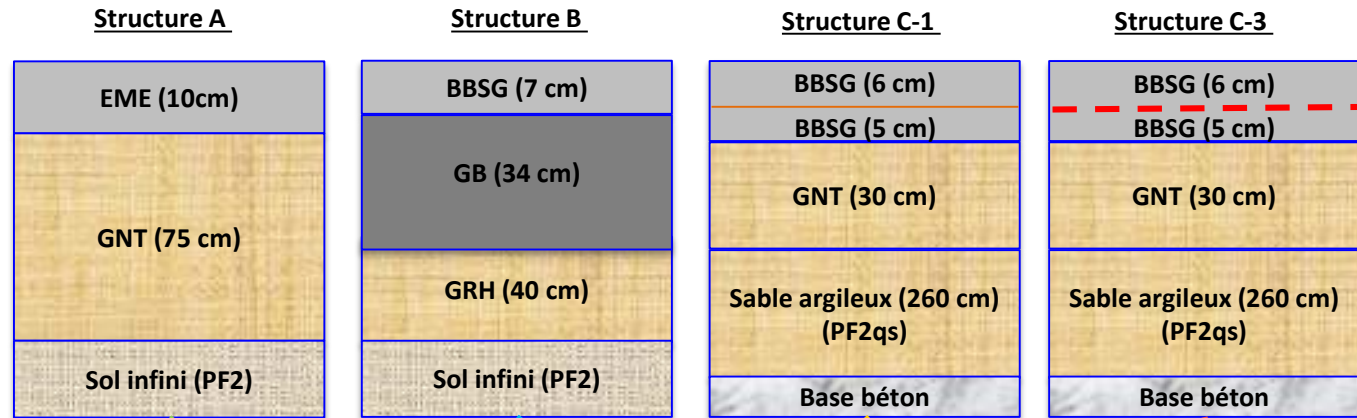 Structure A
EME (10cm)
GNT (75 cm)
Sol infini (PF2)
Structure B
BBSG (7 cm)
GB (34 cm)
GRH (40 cm)
Sol infini (PF2)
Structure C-1
BBSG (6 cm)
BBSG (5 cm)
GNT (30 cm)
Sable argileux (260 cm)
(PF2qs)
Base béton
Structure C-3
BBSG (6 cm)
BBSG (5 cm)
GNT (30 cm)
Sable argileux (260 cm)
(PF2qs)
Base béton